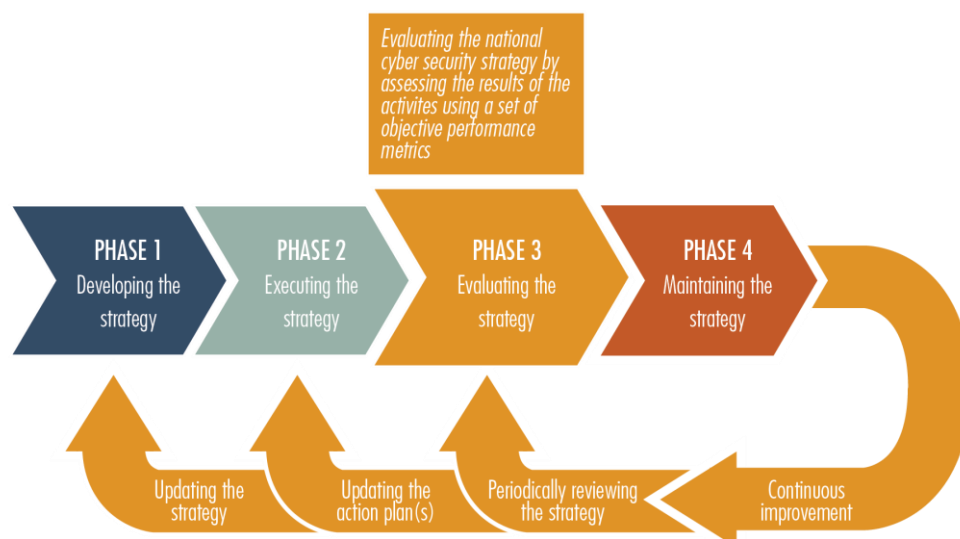 Evaluating the national
cyber security strategy by
assessing the results of the
activites using a set of
objective performance
metrics
PHASE 1
Developing the
strategy
PHASE 2
Executing the
strategy
PHASE 3
Evaluating the
strategy
PHASE 4
Maintaining the
strategy
Updating the
strategy
Updating the
action plan(s)
Periodically reviewing
the strategy
Continuous
improvement